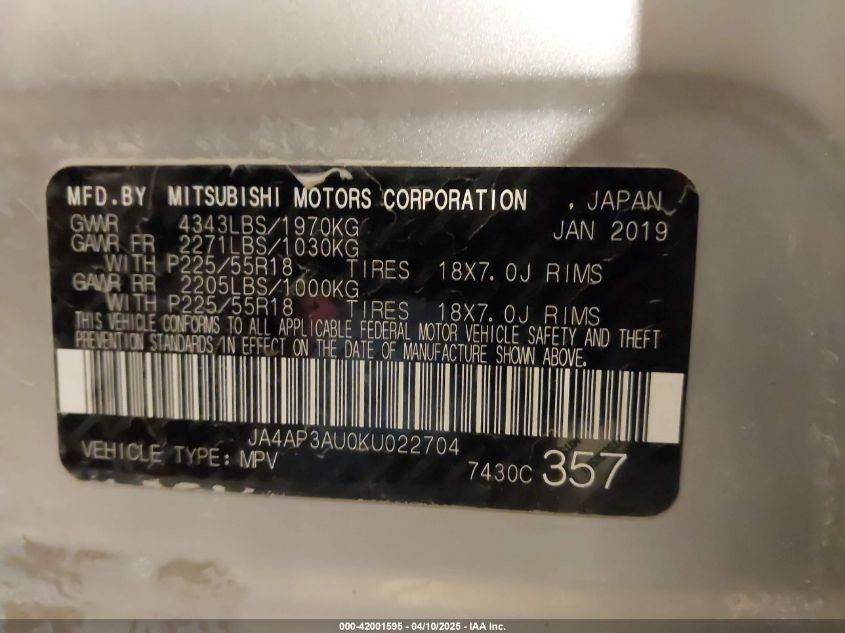 MFD.BY MITSUBISHI MOTORS CORPORATION , JAPAN
GVWR 4343LBS/1970KG JAN 2019
GAWR FR 2271LBS/1030KG
WITH P225/55R18 TIRES 18X7.0J RIMS
GAWR RR 2205LBS/1000KG
WITH P225/55R18 TIRES 18X7.0J RIMS
THIS VEHICLE CONFORMS TO ALL APPLICABLE FEDERAL MOTOR VEHICLE SAFETY AND THEFT
PREVENTION STANDARDS IN EFFECT ON THE DATE OF MANUFACTURE SHOWN ABOVE.
JA4AP3AU0KU022704
VEHICLE TYPE: MPV 7430C 357
000-42001595 - 04/10/2025 - IAA Inc.